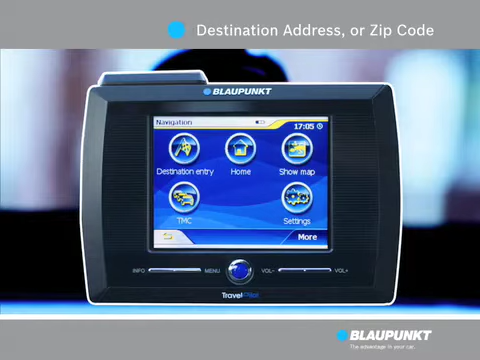 Destination Address, or Zip Code
BLAUPUNKT
Navigation
17:05
Destination entry
Home
Show map
TMC
Settings
More
INFO
MENU
VOL-
VOL+
TravelPilot
BLAUPUNKT
The advantage in your car.